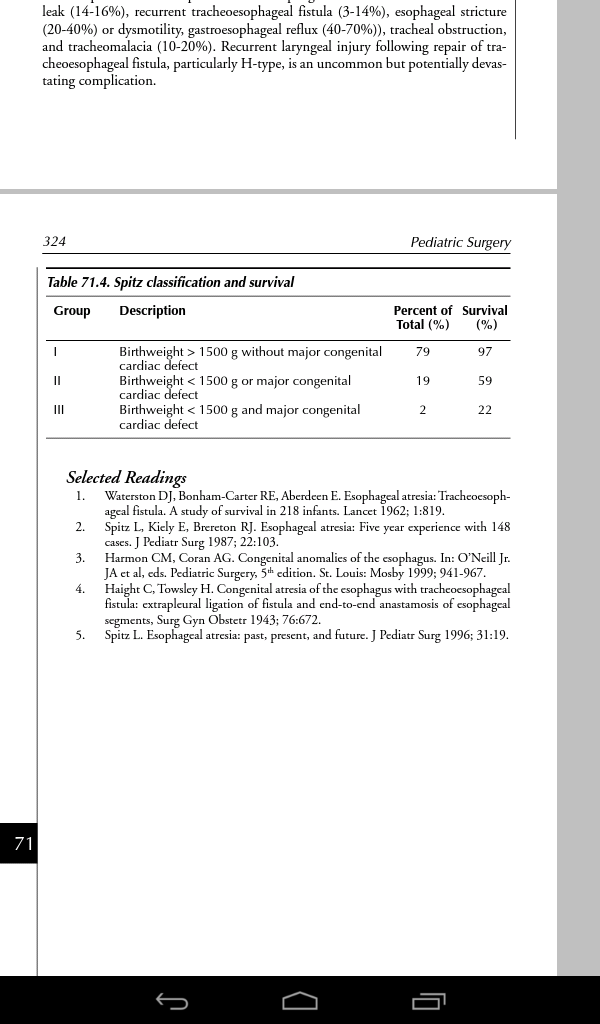 leak (14-16%), recurrent tracheoesophageal fistula (3-14%), esophageal stricture
(20-40%) or dysmotility, gastroesophageal reflux (40-70%)), tracheal obstruction,
and tracheomalacia (10-20%). Recurrent laryngeal injury following repair of tra-
cheoesophageal fistula, particularly H-type, is an uncommon but potentially devas-
tating complication.
324 Pediatric Surgery
Table 71.4. Spitz classification and survival
Group Description Percent of Survival
Total (%) (%)
I Birthweight > 1500 g without major congenital 79 97
cardiac defect
II Birthweight < 1500 g or major congenital 19 59
cardiac defect
III Birthweight < 1500 g and major congenital 2 22
cardiac defect
Selected Readings
1. Waterston DJ, Bonham-Carter RE, Aberdeen E. Esophageal atresia: Tracheoesoph-
ageal fistula. A study of survival in 218 infants. Lancet 1962; 1:819.
2. Spitz L, Kiely E, Brereton RJ. Esophageal atresia: Five year experience with 148
cases. J Pediatr Surg 1987; 22:103.
3. Harmon CM, Coran AG. Congenital anomalies of the esophagus. In: O'Neill Jr.
JA et al, eds. Pediatric Surgery, 5th edition. St. Louis: Mosby 1999; 941-967.
4. Haight C, Towsley H. Congenital atresia of the esophagus with tracheoesophageal
fistula: extrapleural ligation of fistula and end-to-end anastamosis of esophageal
segments, Surg Gyn Obstetr 1943; 76:672.
5. Spitz L. Esophageal atresia: past, present, and future. J Pediatr Surg 1996; 31:19.
71